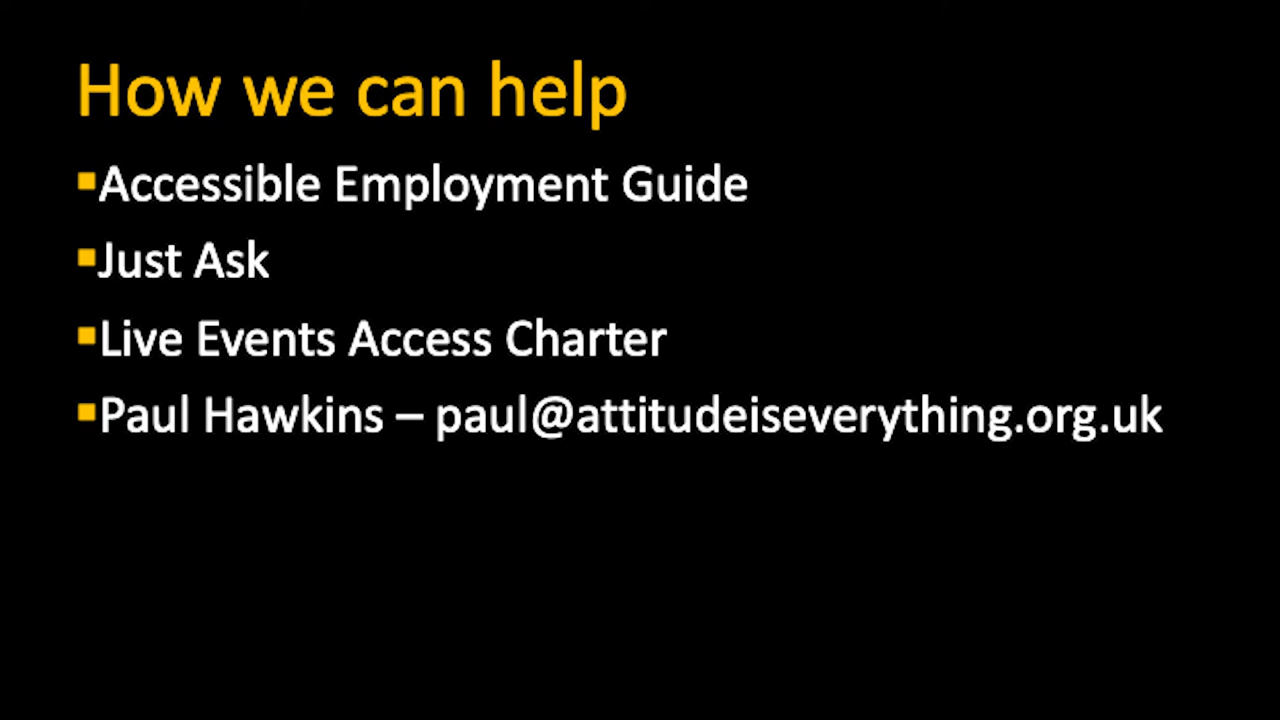 How we can help
▪Accessible Employment Guide
▪Just Ask
▪Live Events Access Charter
▪Paul Hawkins – paul@attitudeiseverything.org.uk